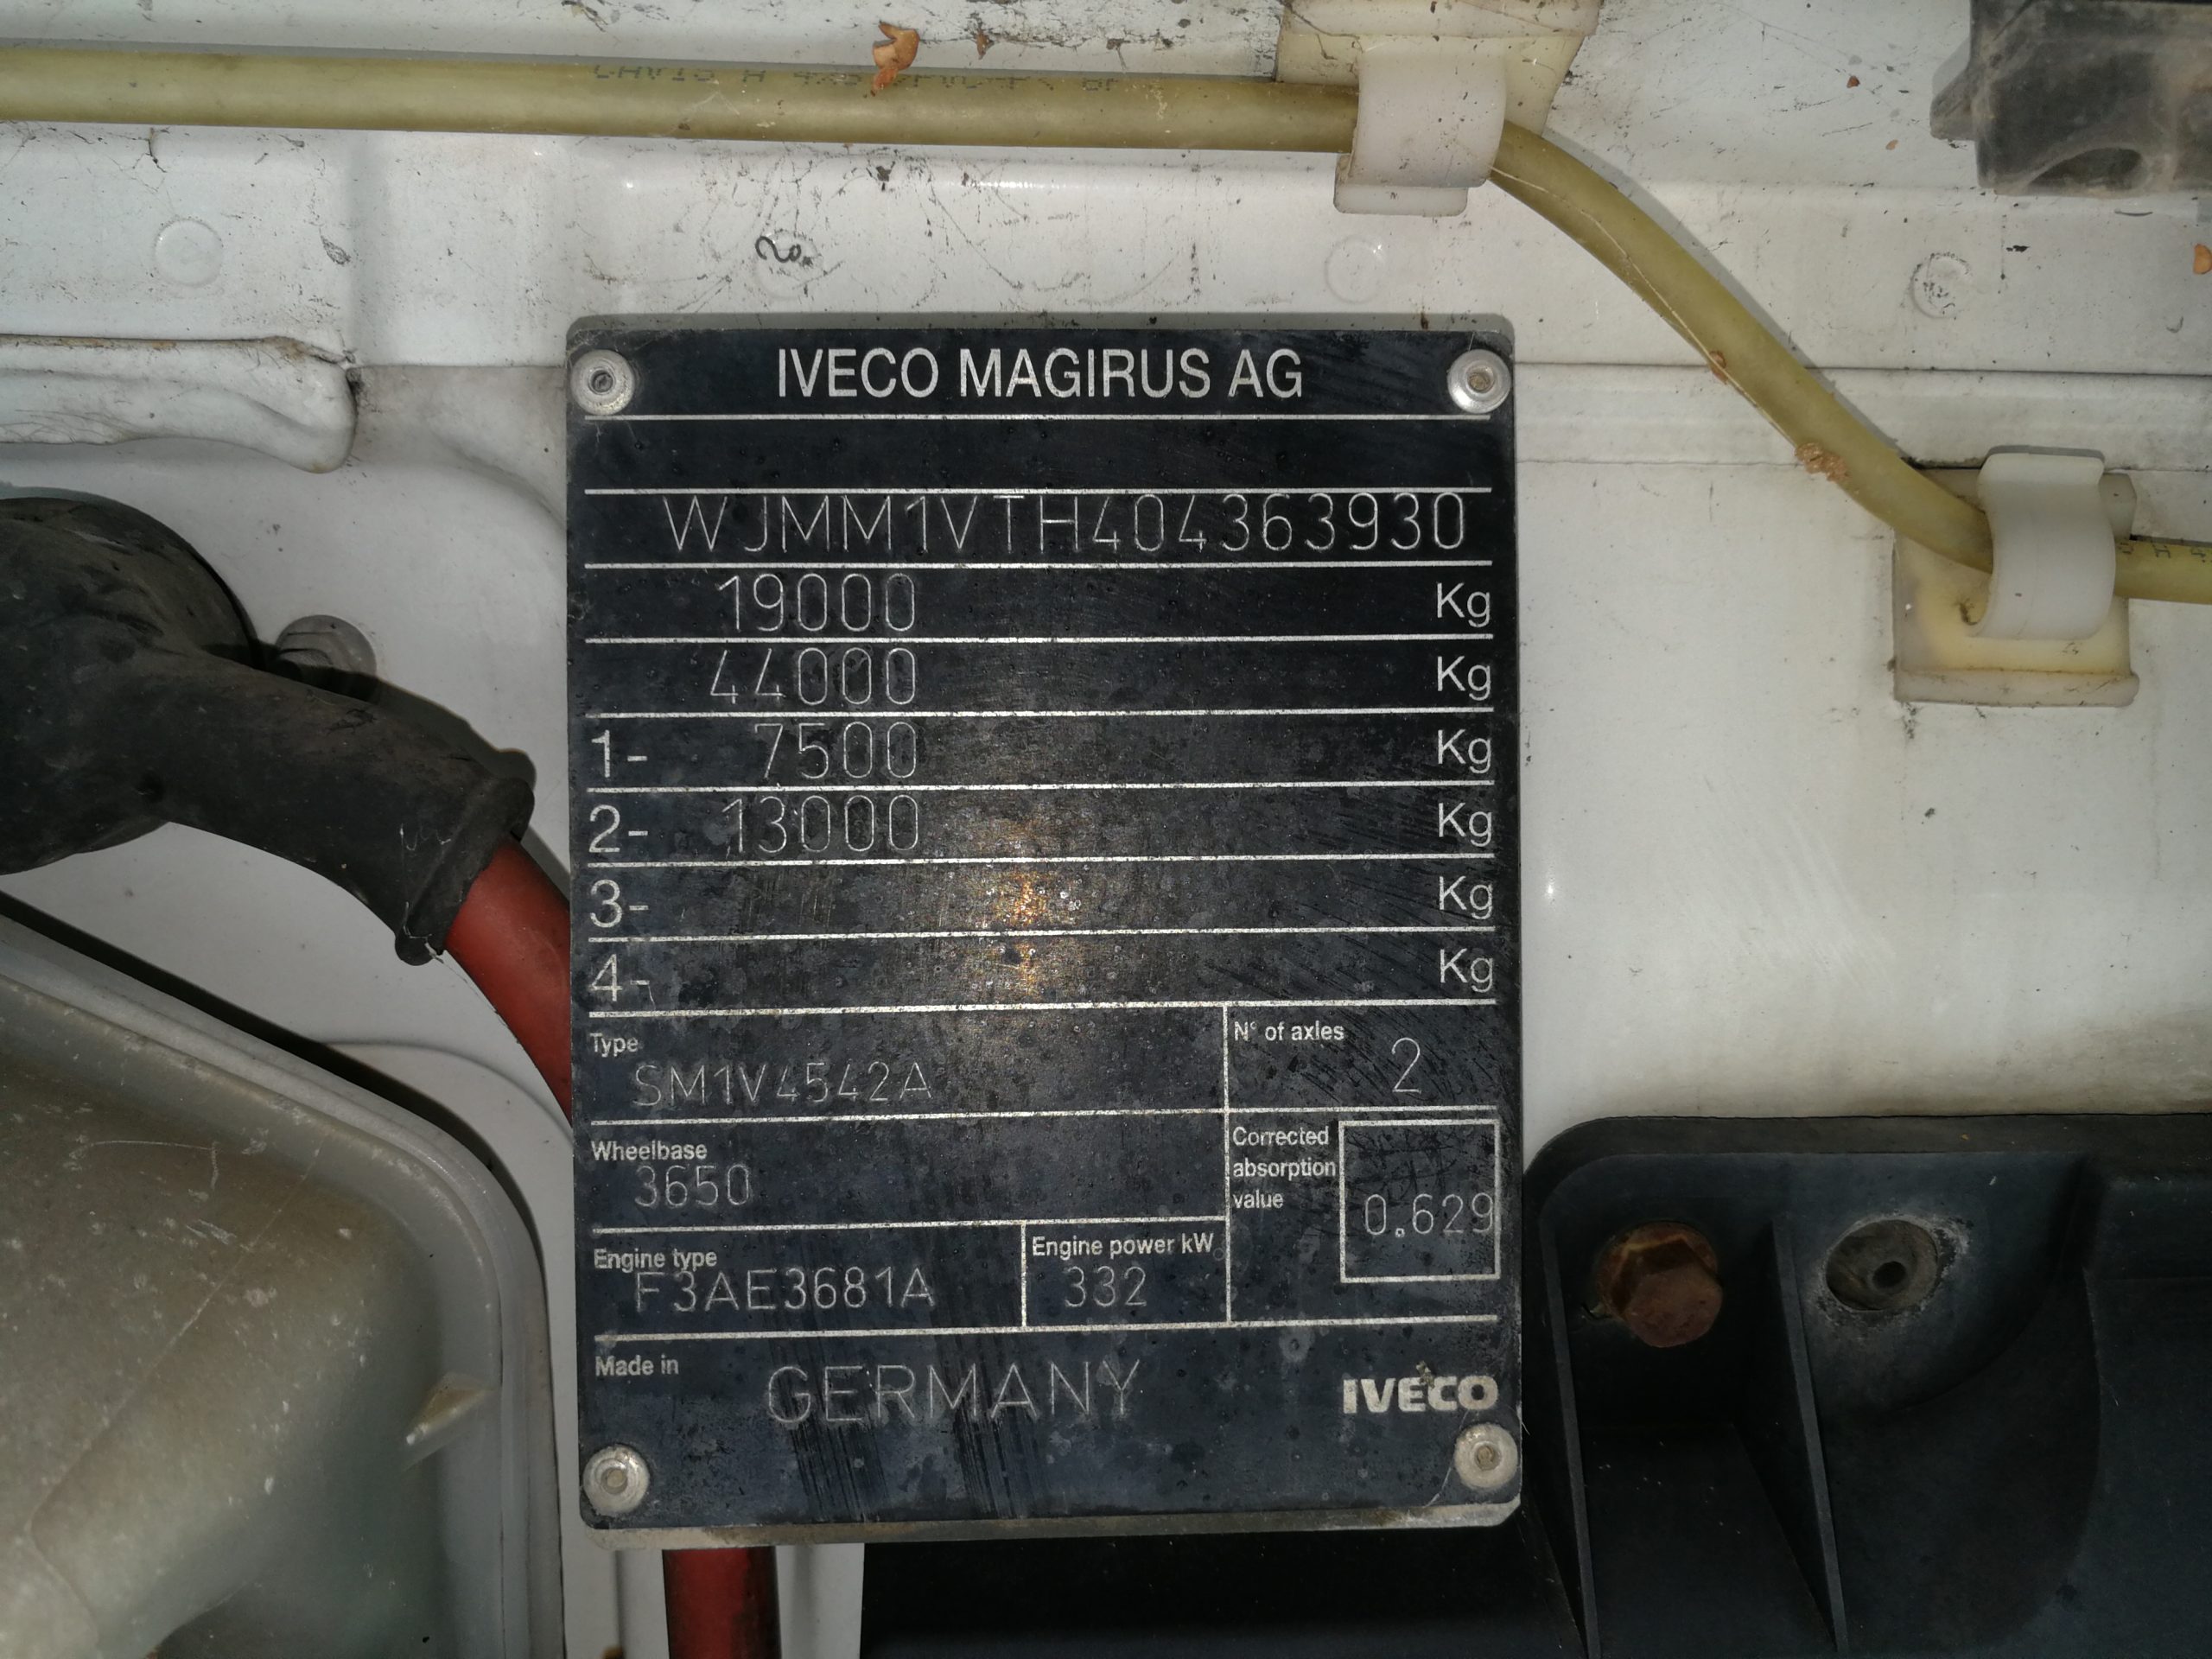 IVECO MAGIRUS AG
WJMM1VTH404363930
19000 Kg
44000 Kg
1- 7500 Kg
2- 13000 Kg
3- Kg
4- Kg
Type
SM1V4542A
N° of axles
2
Wheelbase
3650
Corrected
absorption
value
0.629
Engine type
F3AE3681A
Engine power kW
332
Made in
GERMANY
IVECO